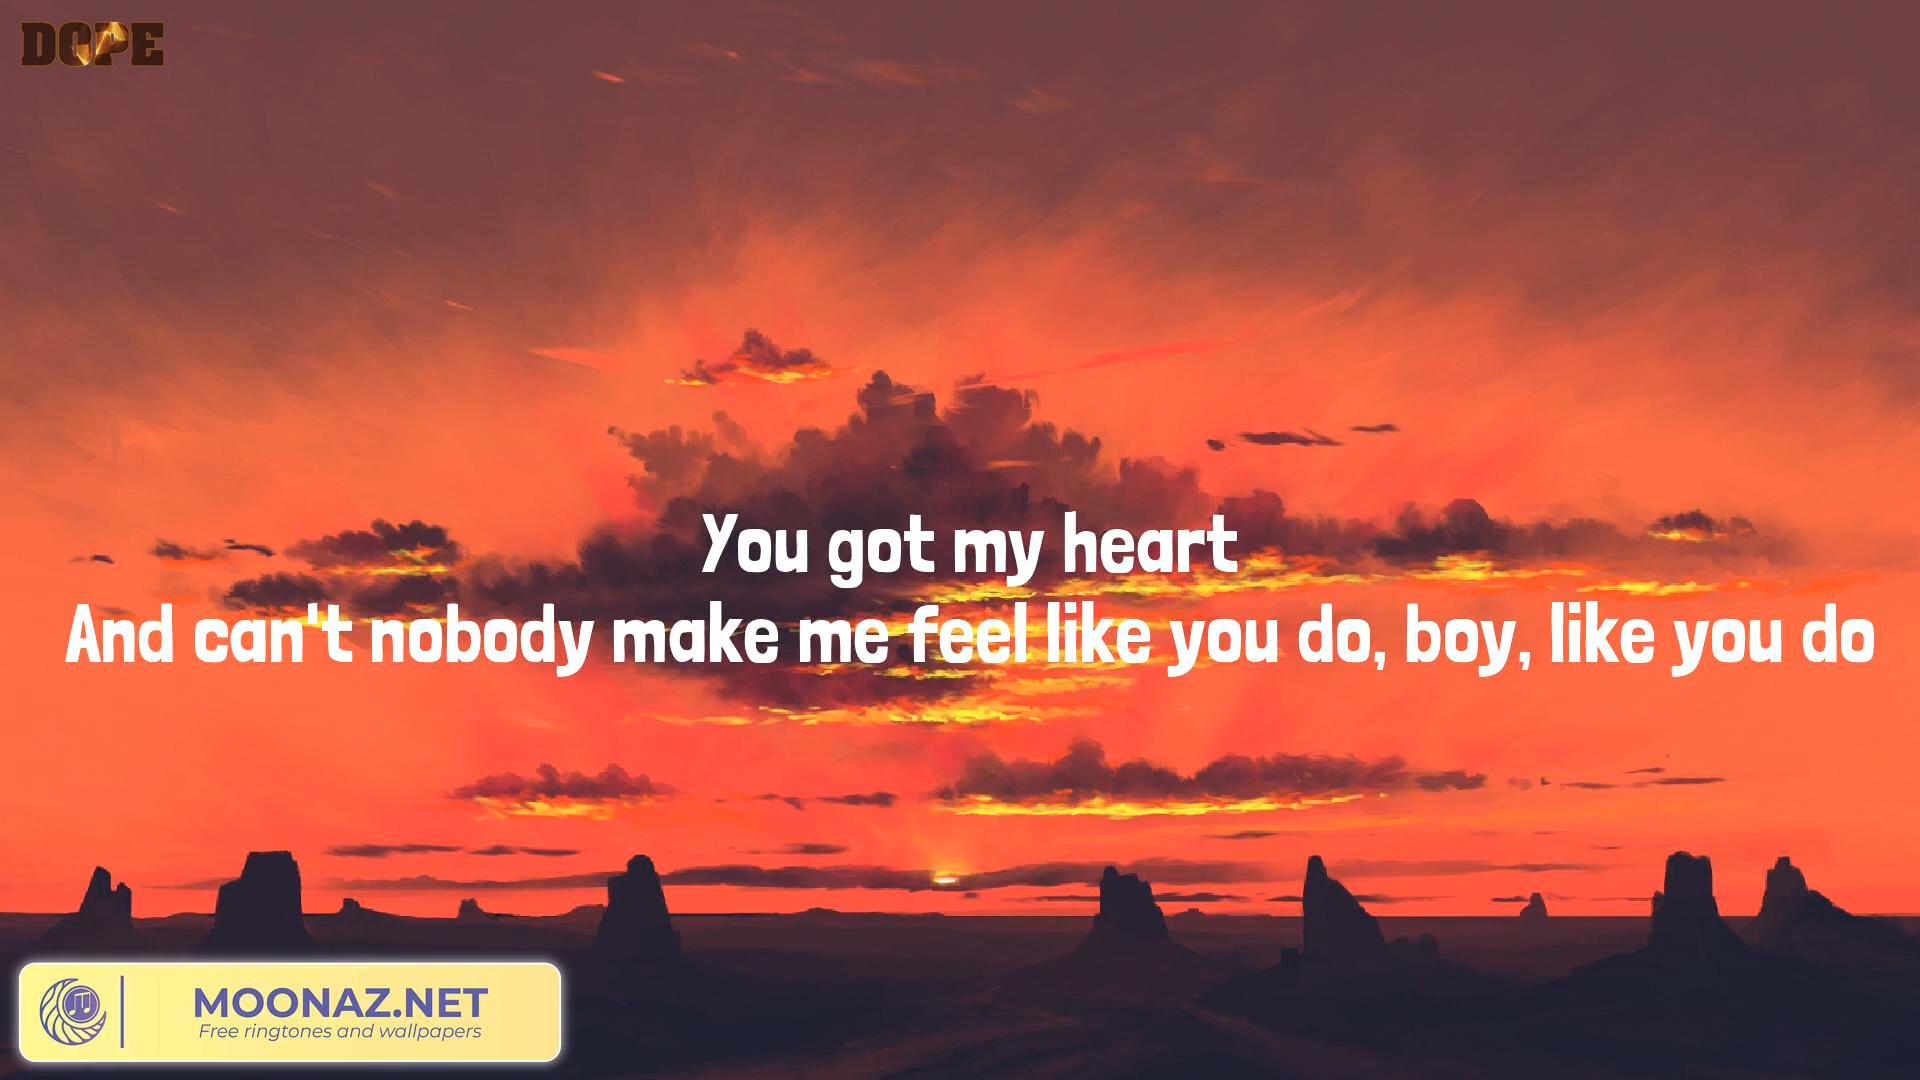 DOPE
You got my heart
And can't nobody make me feel like you do, boy, like you do
MOONAZ.NET
Free ringtones and wallpapers